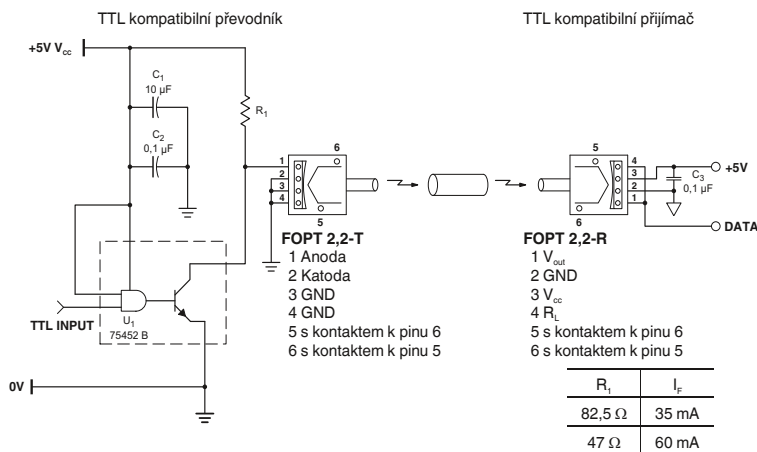 TTL kompatibilní převodník
TTL kompatibilní přijímač
+5V Vcc
C1
10 µF
C2
0,1 µF
R1
1
2
3
4
6
5
5
6
4
3
2
1
+5V
C3
0,1 µF
DATA
FOPT 2,2-T
1 Anoda
2 Katoda
3 GND
4 GND
5 s kontaktem k pinu 6
6 s kontaktem k pinu 5
FOPT 2,2-R
1 Vout
2 GND
3 Vcc
4 RL
5 s kontaktem k pinu 6
6 s kontaktem k pinu 5
TTL INPUT
U1
75452 B
0V
R1 IF
82,5 Ω 35 mA
47 Ω 60 mA